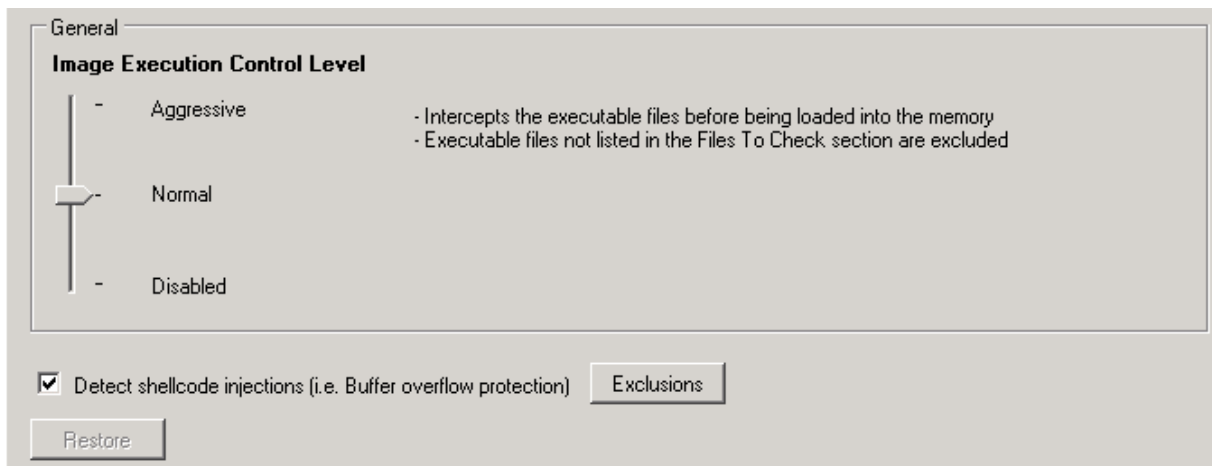 General
Image Execution Control Level
- Aggressive
- Intercepts the executable files before being loaded into the memory
- Executable files not listed in the Files To Check section are excluded
- Normal
- Disabled
Detect shellcode injections (i.e. Buffer overflow protection) Exclusions
Restore